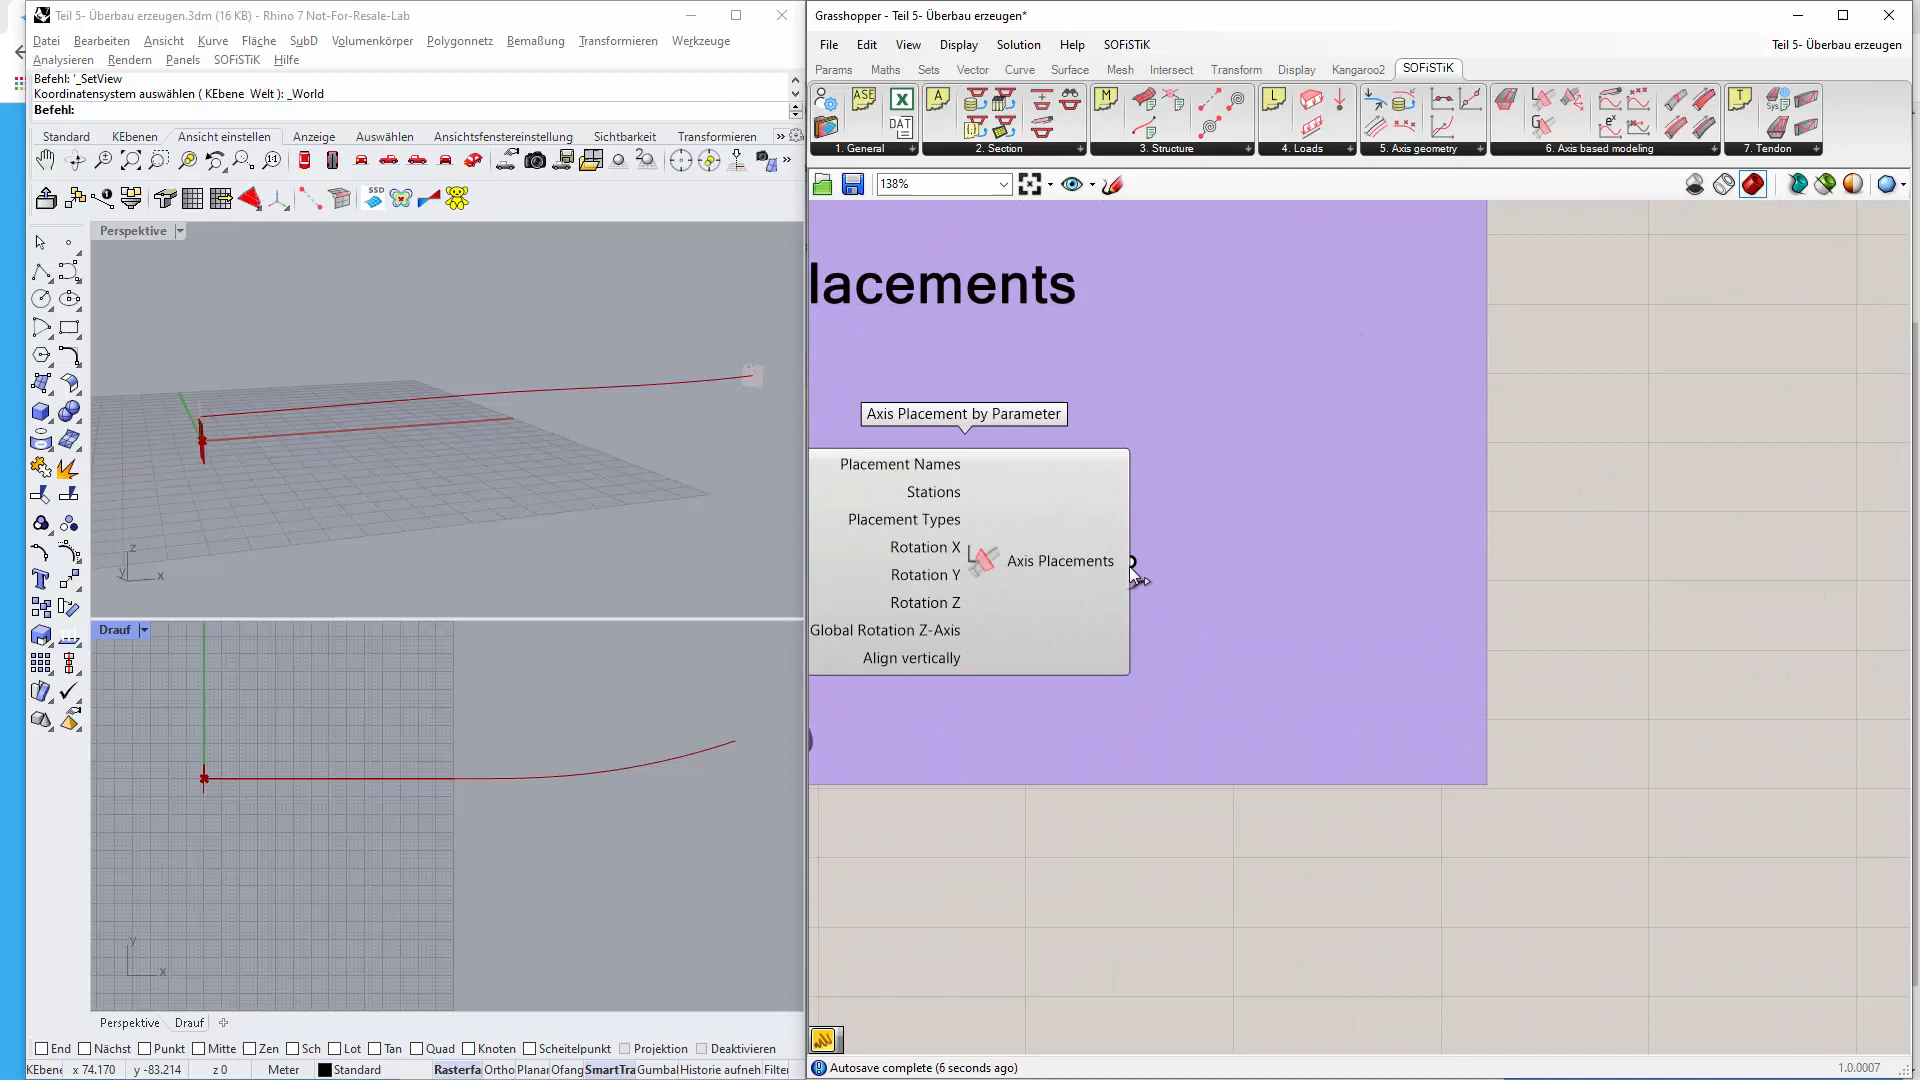 Teil 5- Überbau erzeugen.3dm (16 KB) - Rhino 7 Not-For-Resale-Lab
Datei Bearbeiten Ansicht Kurve Fläche SubD Volumenkörper Polygonnetz Bemaßung Transformieren Werkzeuge
Analysieren Rendern Panels SOFiSTiK Hilfe
Befehl: '_SetView
Koordinatensystem auswählen ( KEbene Welt ): _World
Befehl:
Standard KEbenen Ansicht einstellen Anzeige Auswählen Ansichtsfenstereinstellung Sichtbarkeit Transformieren »
SSD
Perspektive
z
y x
Drauf
y
x
Perspektive Drauf
End Nächst Punkt Mitte Zen Sch Lot Tan Quad Knoten Scheitelpunkt Projektion Deaktivieren
KEbene x 74.170 y -83.214 z 0 Meter Standard Rasterfa Ortho Planar Ofang SmartTra Gumbal Historie aufneh Filter
Grasshopper - Teil 5- Überbau erzeugen*
File Edit View Display Solution Help SOFiSTiK Teil 5- Überbau erzeugen
Params Maths Sets Vector Curve Surface Mesh Intersect Transform Display Kangaroo2 SOFiSTiK
ASE DAT A M L T Sys
1. General 2. Section 3. Structure 4. Loads 5. Axis geometry 6. Axis based modeling 7. Tendon
138%
lacements
Axis Placement by Parameter
Placement Names
Stations
Placement Types
Rotation X
Axis Placements
Rotation Y
Rotation Z
Global Rotation Z-Axis
Align vertically
Autosave complete (6 seconds ago) 1.0.0007